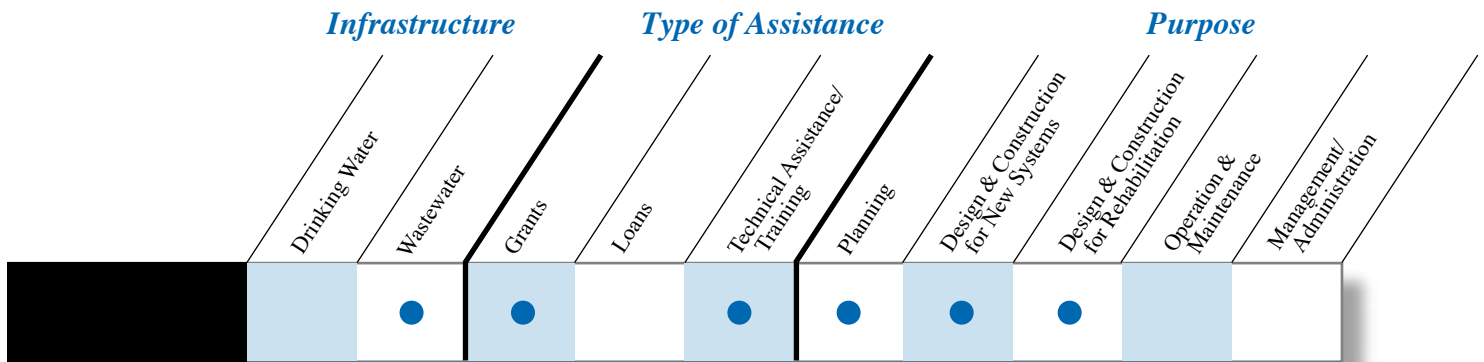 Infrastructure
Type of Assistance
Purpose
Drinking Water
Wastewater
Grants
Loans
Technical Assistance/
Training
Planning
Design & Construction
for New Systems
Design & Construction
for Rehabilitation
Operation &
Maintenance
Management/
Administration